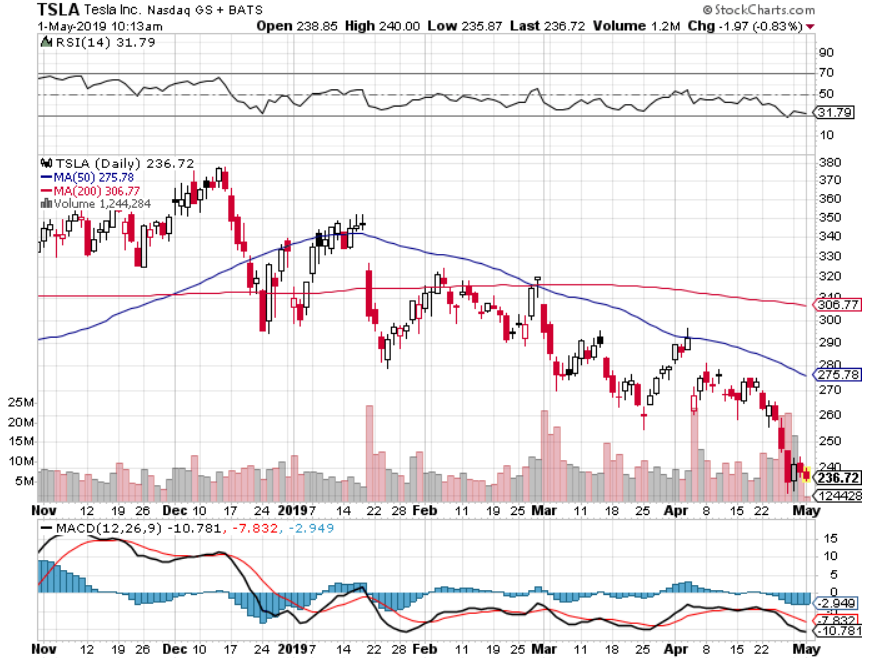 TSLA Tesla Inc. Nasdaq GS + BATS © StockCharts.com
1-May-2019 10:13am Open 238.85 High 240.00 Low 235.87 Last 236.72 Volume 1.2M Chg -1.97 (-0.83%)
RSI(14) 31.79
90
70
50
31.79
10
TSLA (Daily) 236.72
MA(50) 275.78
MA(200) 306.77
Volume 1,244,284
380
370
360
350
340
330
320
310
306.77
300
290
280
275.78
270
260
250
240
236.72
1244284
25M
20M
15M
10M
5M
Nov 12 19 26 Dec 10 17 24 2019 7 14 22 28 Feb 11 19 25 Mar 11 18 25 Apr 8 15 22 May
MACD(12,26,9) -10.781, -7.832, -2.949
15
10
5
0
-2.949
-7.832
-10.781
Nov 12 19 26 Dec 10 17 24 2019 7 14 22 28 Feb 11 19 25 Mar 11 18 25 Apr 8 15 22 May